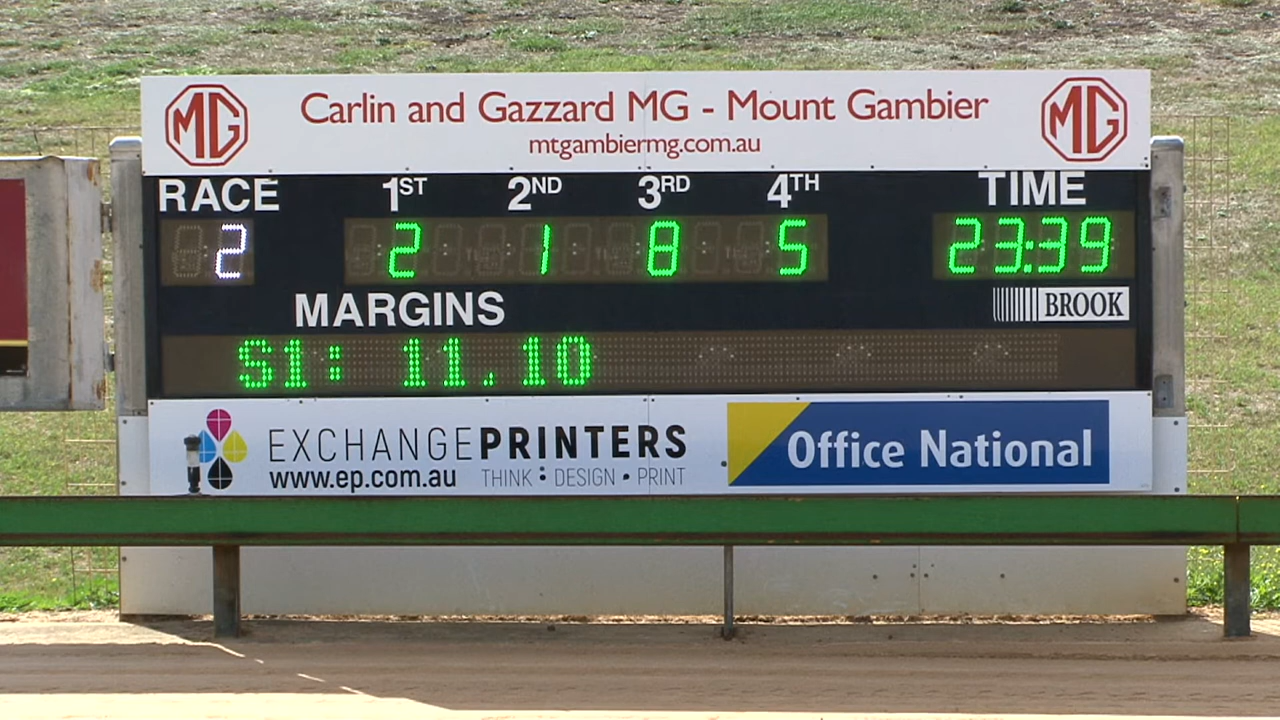 MG Carlin and Gazzard MG - Mount Gambier MG
mtgambiermg.com.au
RACE 1ST 2ND 3RD 4TH TIME
2 2 1 8 5 23:39
MARGINS BROOK
S1: 11.10
EXCHANGEPRINTERS
www.ep.com.au THINK : DESIGN • PRINT
Office National